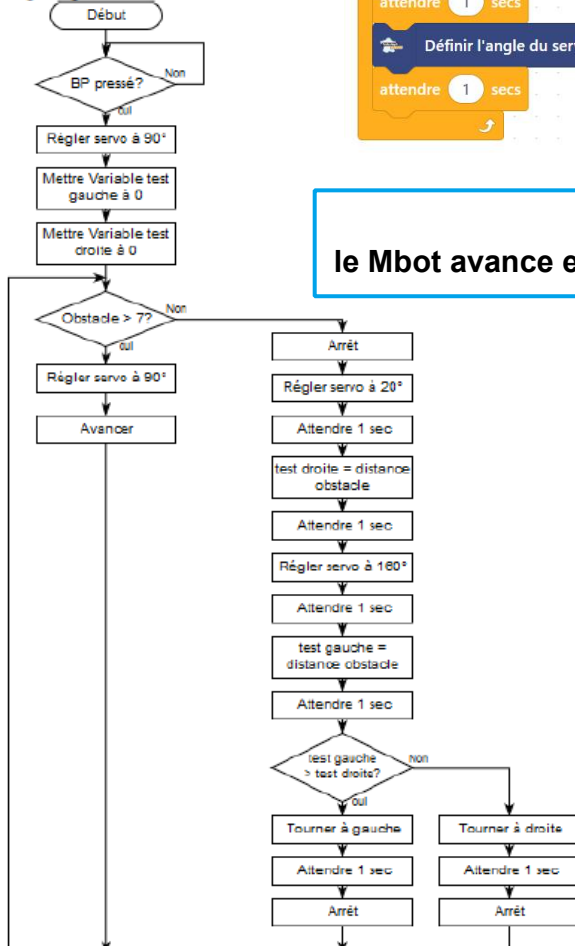 Début
BP pressé?
Non
oui
Règler servo à 90°
Mettre Variable test
gauche à 0
Mettre Variable test
droite à 0
Obstacle > 7?
Non
oui
Règler servo à 90°
Avancer
Arrêt
Régler servo à 20°
Attendre 1 sec
test droite = distance
obstacle
Attendre 1 sec
Régler servo à 160°
Attendre 1 sec
test gauche =
distance obstacle
Attendre 1 sec
test gauche
> test droite?
Non
oui
Tourner à gauche
Attendre 1 sec
Arrêt
Tourner à droite
Attendre 1 sec
Arrêt
attendre 1 secs
Définir l'angle du ser
attendre 1 secs
le Mbot avance e